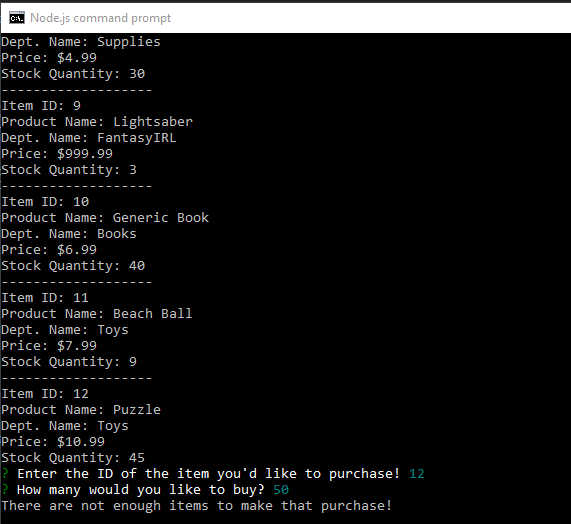 Node.js command prompt
Dept. Name: Supplies
Price: $4.99
Stock Quantity: 30
-------------------
Item ID: 9
Product Name: Lightsaber
Dept. Name: FantasyIRL
Price: $999.99
Stock Quantity: 3
-------------------
Item ID: 10
Product Name: Generic Book
Dept. Name: Books
Price: $6.99
Stock Quantity: 40
-------------------
Item ID: 11
Product Name: Beach Ball
Dept. Name: Toys
Price: $7.99
Stock Quantity: 9
-------------------
Item ID: 12
Product Name: Puzzle
Dept. Name: Toys
Price: $10.99
Stock Quantity: 45
? Enter the ID of the item you'd like to purchase! 12
? How many would you like to buy? 50
There are not enough items to make that purchase!